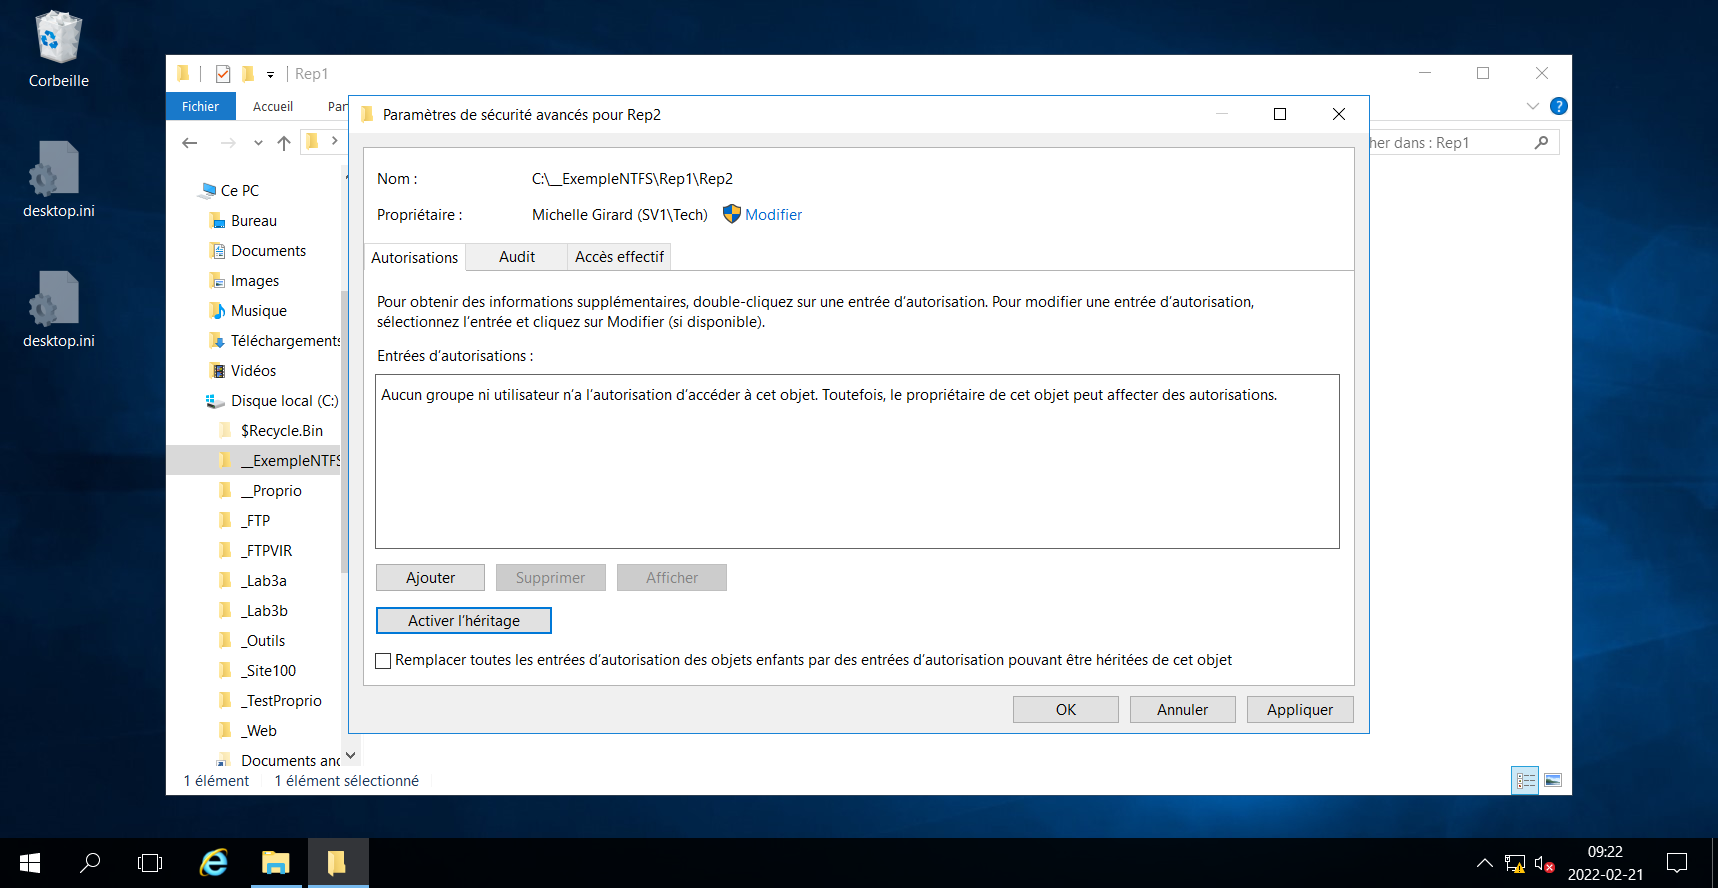 Corbeille
desktop.ini
desktop.ini
Rep1
Fichier
Accueil
Par
Ce PC
Bureau
Documents
Images
Musique
Téléchargements
Vidéos
Disque local (C:)
$Recycle.Bin
__ExempleNTFS
__Proprio
_FTP
_FTPVIR
_Lab3a
_Lab3b
_Outils
_Site100
_TestProprio
_Web
Documents and
1 élément 1 élément sélectionné
her dans : Rep1
Paramètres de sécurité avancés pour Rep2
Nom : C:\__ExempleNTFS\Rep1\Rep2
Propriétaire : Michelle Girard (SV1\Tech) Modifier
Autorisations Audit Accès effectif
Pour obtenir des informations supplémentaires, double-cliquez sur une entrée d’autorisation. Pour modifier une entrée d’autorisation,
sélectionnez l’entrée et cliquez sur Modifier (si disponible).
Entrées d’autorisations :
Aucun groupe ni utilisateur n’a l’autorisation d’accéder à cet objet. Toutefois, le propriétaire de cet objet peut affecter des autorisations.
Ajouter Supprimer Afficher
Activer l’héritage
Remplacer toutes les entrées d’autorisation des objets enfants par des entrées d’autorisation pouvant être héritées de cet objet
OK Annuler Appliquer
09:22
2022-02-21